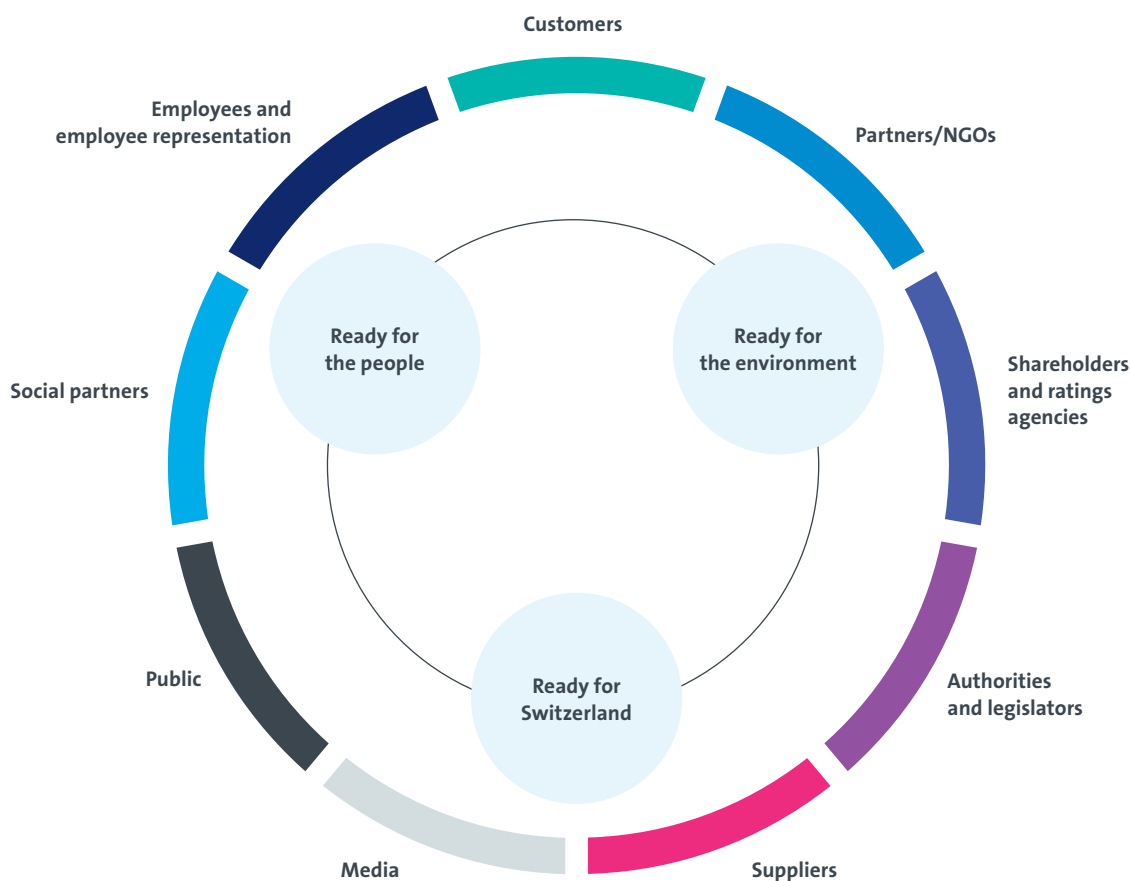 Customers
Employees and
employee representation
Partners/NGOs
Ready for
the people
Ready for
the environment
Shareholders
and ratings
agencies
Social partners
Public
Ready for
Switzerland
Authorities
and legislators
Media
Suppliers